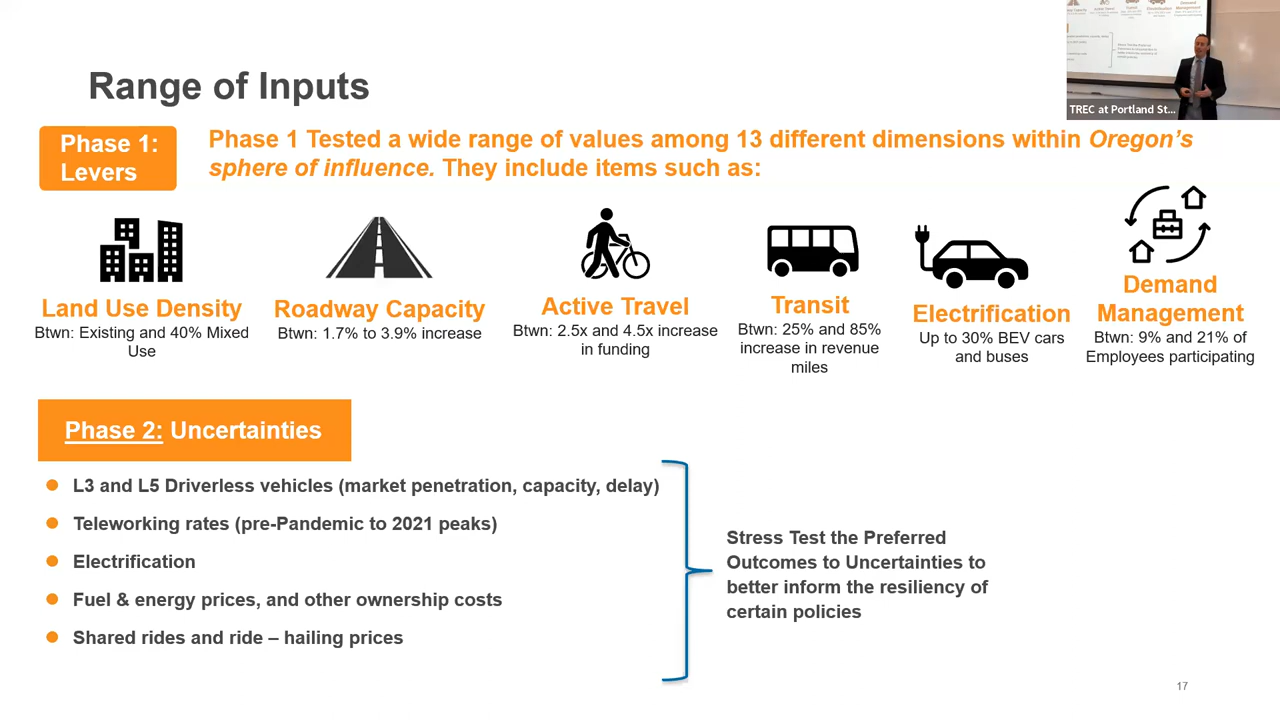 Range of Inputs
TREC at Portland St...
Phase 1:
Levers
Phase 1 Tested a wide range of values among 13 different dimensions within Oregon’s
sphere of influence. They include items such as:
Land Use Density
Btwn: Existing and 40% Mixed
Use
Roadway Capacity
Btwn: 1.7% to 3.9% increase
Active Travel
Btwn: 2.5x and 4.5x increase
in funding
Transit
Btwn: 25% and 85%
increase in revenue
miles
Electrification
Up to 30% BEV cars
and buses
Demand
Management
Btwn: 9% and 21% of
Employees participating
Phase 2: Uncertainties
L3 and L5 Driverless vehicles (market penetration, capacity, delay)
Teleworking rates (pre-Pandemic to 2021 peaks)
Electrification
Fuel & energy prices, and other ownership costs
Shared rides and ride – hailing prices
Stress Test the Preferred
Outcomes to Uncertainties to
better inform the resiliency of
certain policies
17